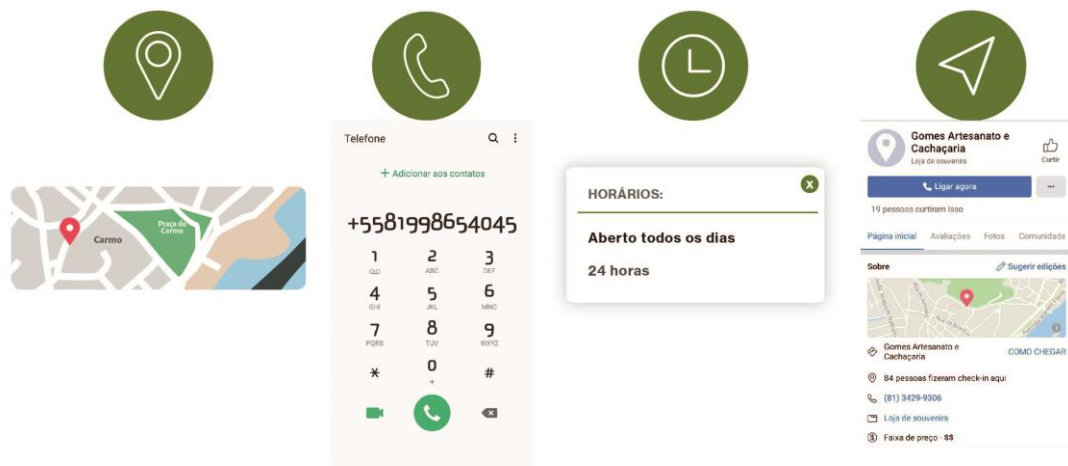 Praça do
Carmo
Carmo
Telefone
+ Adicionar aos contatos
+5581998654045
1
2 ABC
3 DEF
4 GHI
5 JKL
6 MNO
7 PQRS
8 TUV
9 WXYZ
*
0 +
#
HORÁRIOS:
X
Aberto todos os dias
24 horas
Gomes Artesanato e
Cachaçaria
Loja de souvenirs
Curtir
Ligar agora
19 pessoas curtiram isso
Página inicial Avaliações Fotos Comunidade
Sobre
Sugerir edições
Gomes Artesanato e
Cachaçaria
COMO CHEGAR
84 pessoas fizeram check-in aqui
(81) 3429-9306
Loja de souvenirs
Faixa de preço · $$